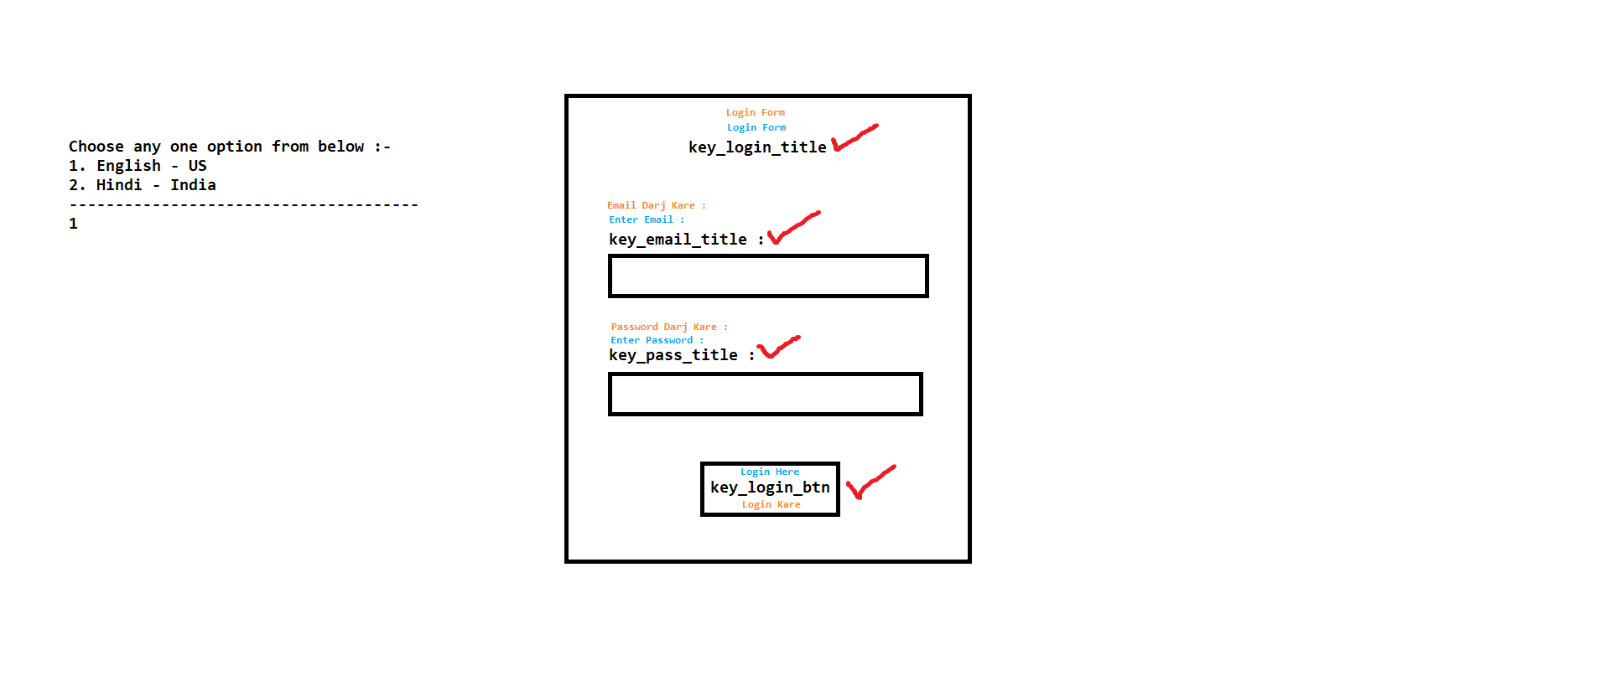 Choose any one option from below :-
1. English - US
2. Hindi - India
--------------------------------------
1
Login Form
Login Form
key_login_title
Email Darj Kare :
Enter Email :
key_email_title :
Password Darj Kare :
Enter Password :
key_pass_title :
Login Here
key_login_btn
Login Kare